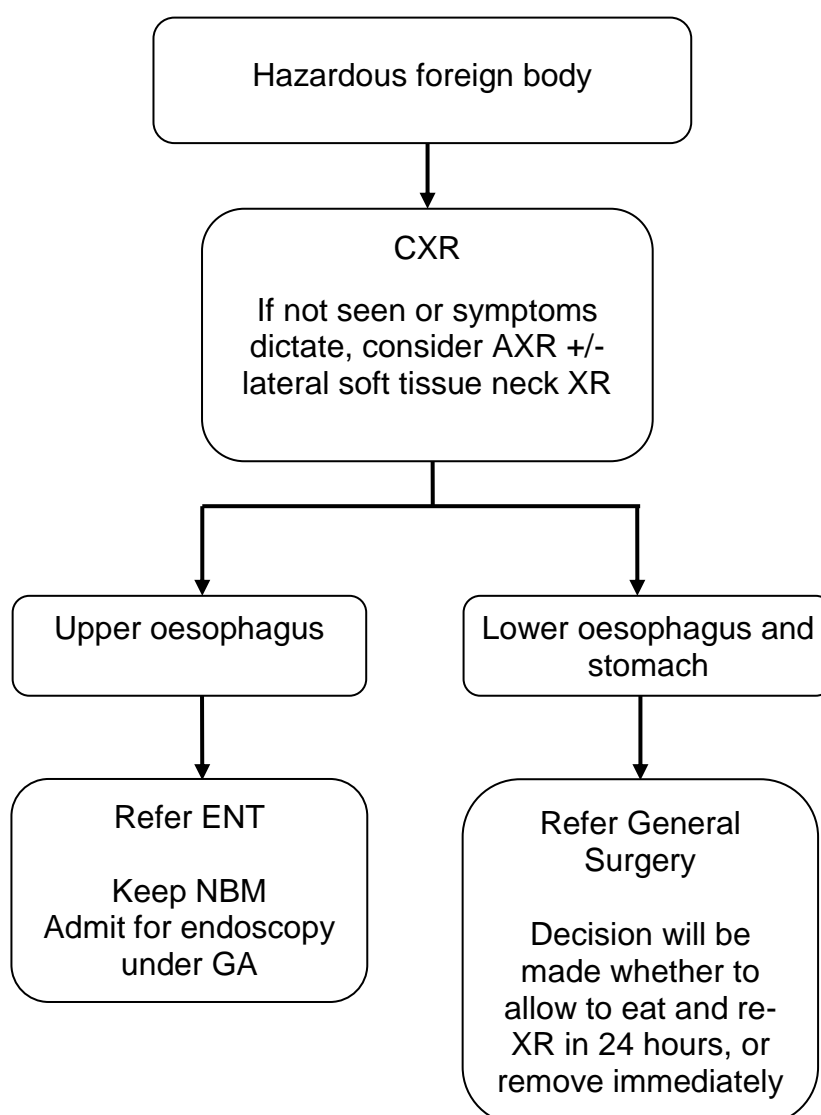 Hazardous foreign body
CXR
If not seen or symptoms
dictate, consider AXR +/-
lateral soft tissue neck XR
Upper oesophagus
Lower oesophagus and
stomach
Refer ENT
Keep NBM
Admit for endoscopy
under GA
Refer General
Surgery
Decision will be
made whether to
allow to eat and re-
XR in 24 hours, or
remove immediately